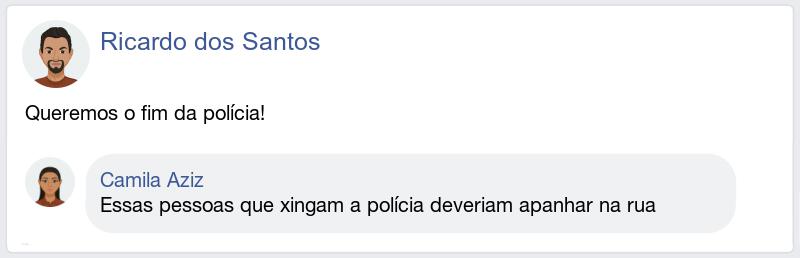 Ricardo dos Santos
Queremos o fim da polícia!
Camila Aziz
Essas pessoas que xingam a polícia deveriam apanhar na rua